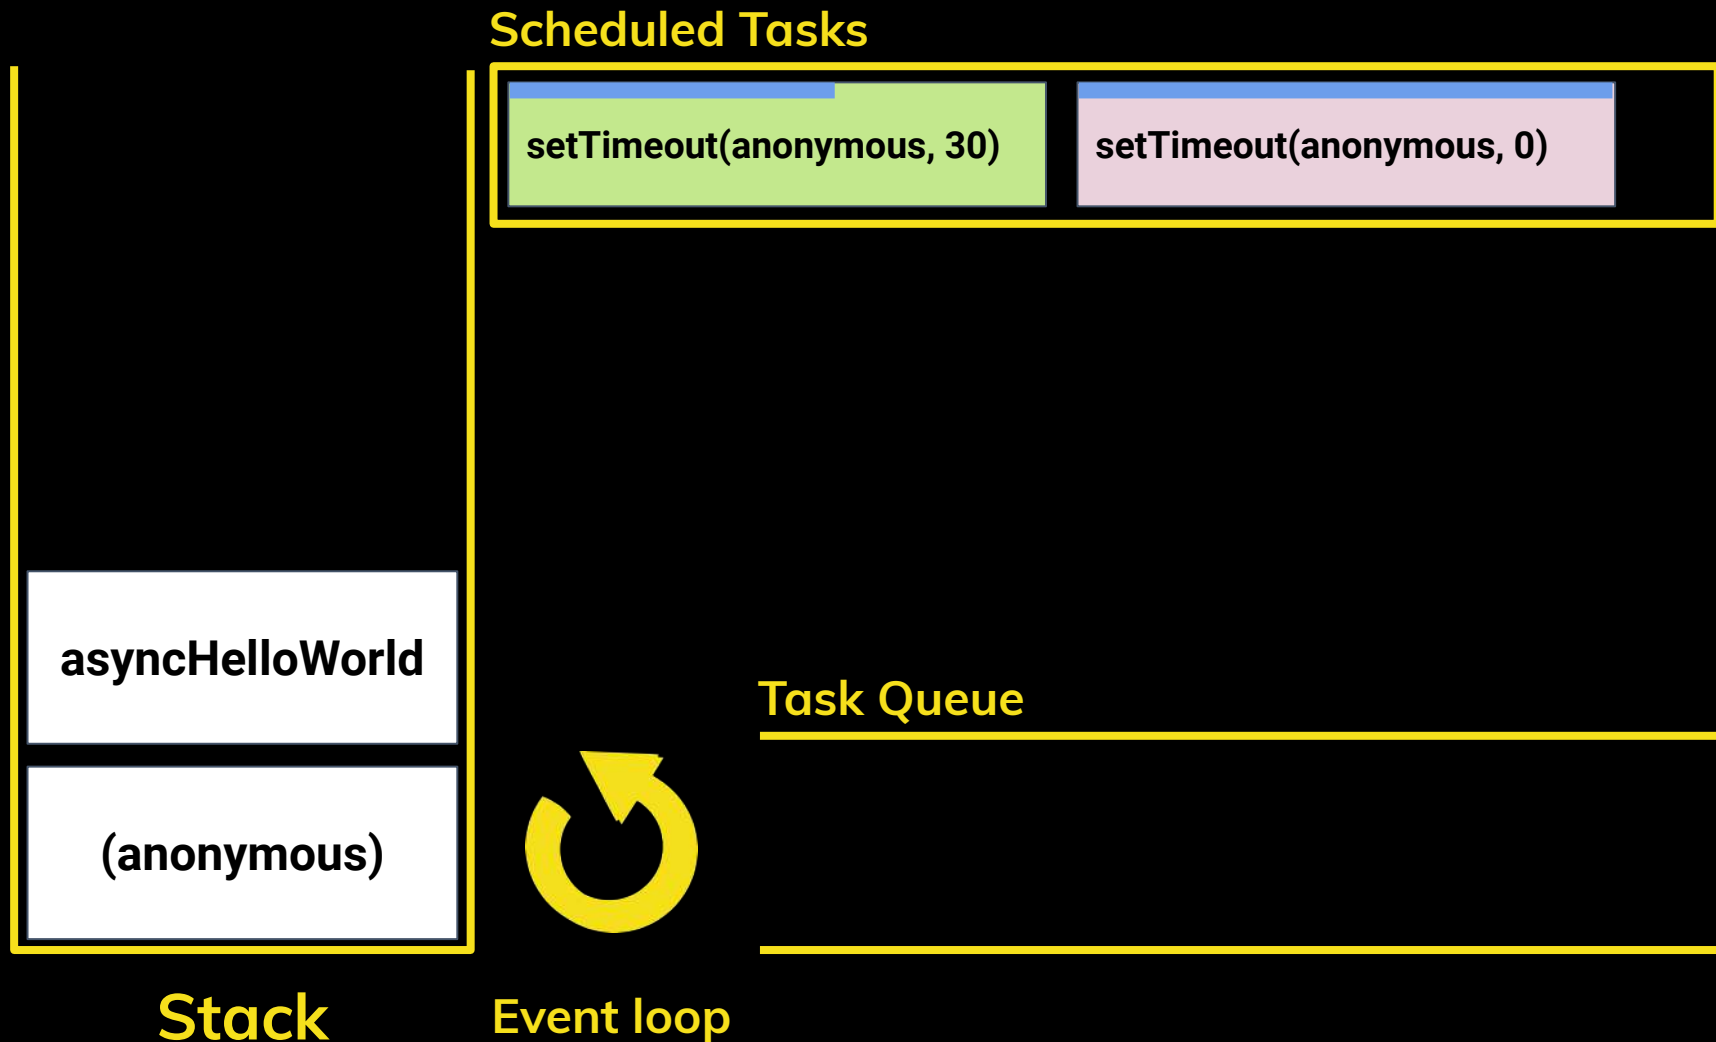 Scheduled Tasks
setTimeout(anonymous, 30)
setTimeout(anonymous, 0)
asyncHelloWorld
Task Queue
(anonymous)
Stack
Event loop